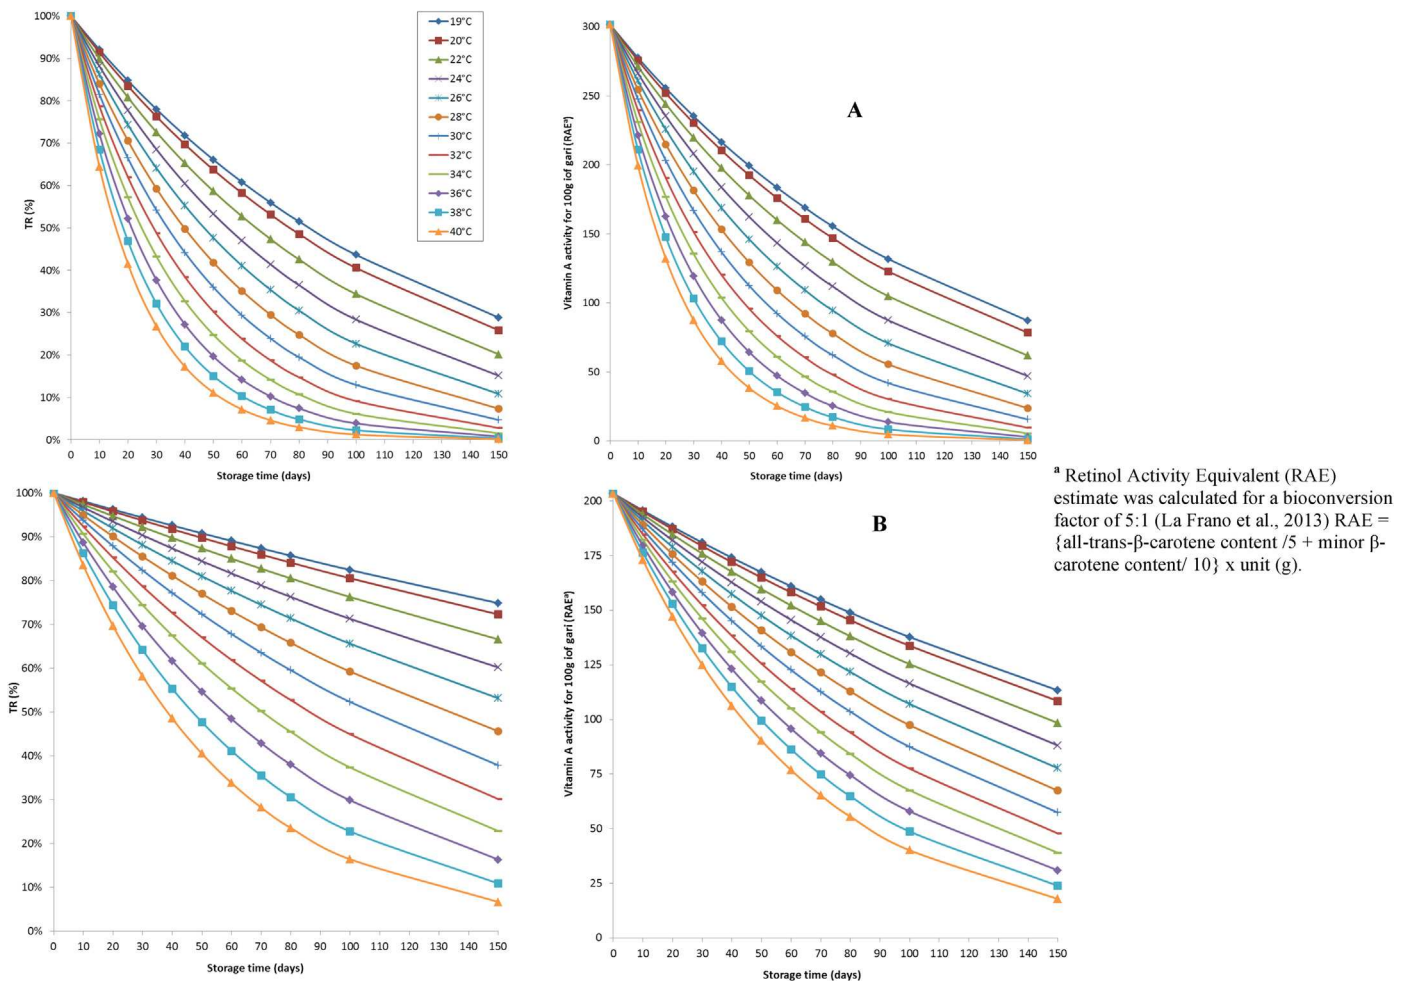 100%
90%
80%
70%
60%
50%
40%
30%
20%
10%
0%
TR (%)
0 10 20 30 40 50 60 70 80 90 100 110 120 130 140 150
Storage time (days)
19°C
20°C
22°C
24°C
26°C
28°C
30°C
32°C
34°C
36°C
38°C
40°C
300
250
200
150
100
50
0
Vitamin A activity for 100g iof gari (RAEª)
A
0 10 20 30 40 50 60 70 80 90 100 110 120 130 140 150
Storage time (days)
100%
90%
80%
70%
60%
50%
40%
30%
20%
10%
0%
TR (%)
0 10 20 30 40 50 60 70 80 90 100 110 120 130 140 150
Storage time (days)
200
175
150
125
100
75
50
25
0
Vitamin A activity for 100g iof gari (RAEª)
B
0 10 20 30 40 50 60 70 80 90 100 110 120 130 140 150
Storage time (days)
ª Retinol Activity Equivalent (RAE)
estimate was calculated for a bioconversion
factor of 5:1 (La Frano et al., 2013) RAE =
{all-trans-β-carotene content /5 + minor β-
carotene content/ 10} x unit (g).